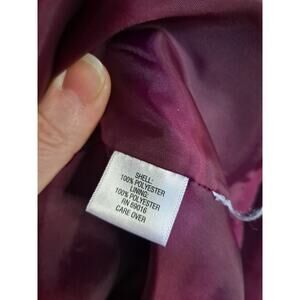 SHELL:
100% POLYESTER
LINING:
100% POLYESTER
RN 69016
CARE OVER